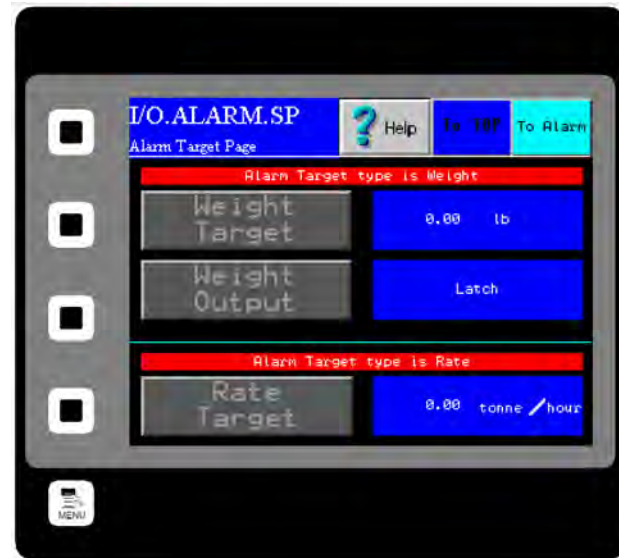 I/O.ALARM.SP
Alarm Target Page
Help
To TOP
To Alarm
Alarm Target type is Weight
Weight
Target
0.00 lb
Weight
Output
Latch
Alarm Target type is Rate
Rate
Target
0.00 tonne/hour
MENU